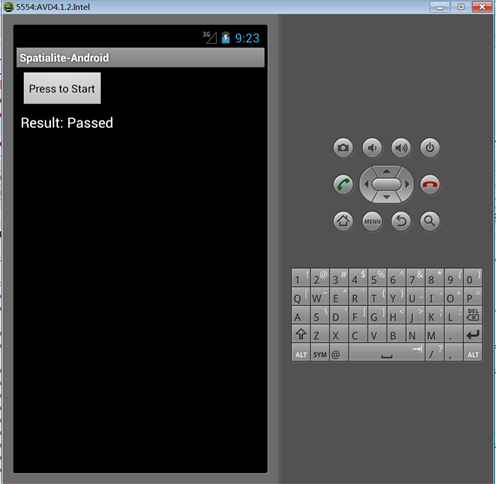 5554:AVD4.1.2.Intel
3G 9:23
Spatialite-Android
Press to Start
Result: Passed
MENU
1 ! 2 @ 3 # 4 $ 5 % 6 ^ 7 & 8 * 9 ( 0 )
Q W E R T Y U I O P
A S D F G H J K L DEL
Z X C V B N M .
ALT SYM @ / ? , ALT